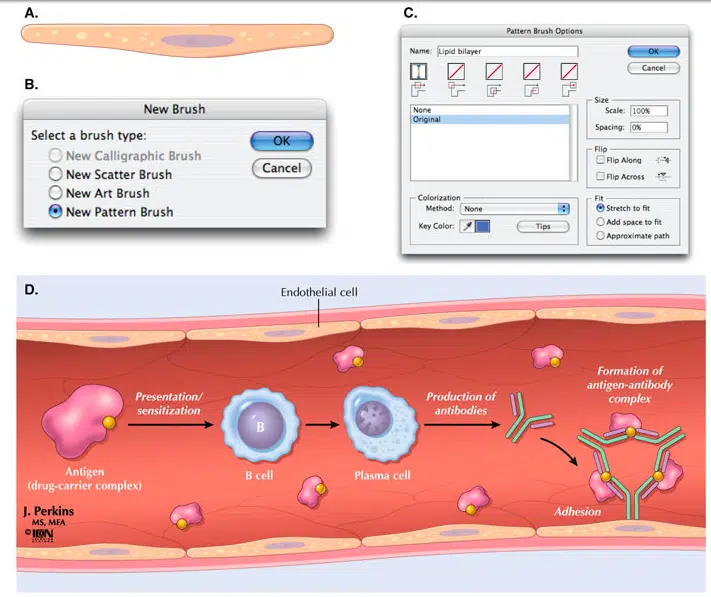 A.
B.
New Brush
Select a brush type:
New Calligraphic Brush
New Scatter Brush
New Art Brush
New Pattern Brush
OK
Cancel
C.
Pattern Brush Options
Name: Lipid bilayer
OK
Cancel
None
Original
Size
Scale: 100%
Spacing: 0%
Flip
Flip Along
Flip Across
Colorization
Method: None
Key Color:
Tips
Fit
Stretch to fit
Add space to fit
Approximate path
D.
Endothelial cell
Antigen
(drug-carrier complex)
Presentation/
sensitization
B
B cell
Plasma cell
Production of
antibodies
Formation of
antigen-antibody
complex
Adhesion
J. Perkins
MS, MFA
©